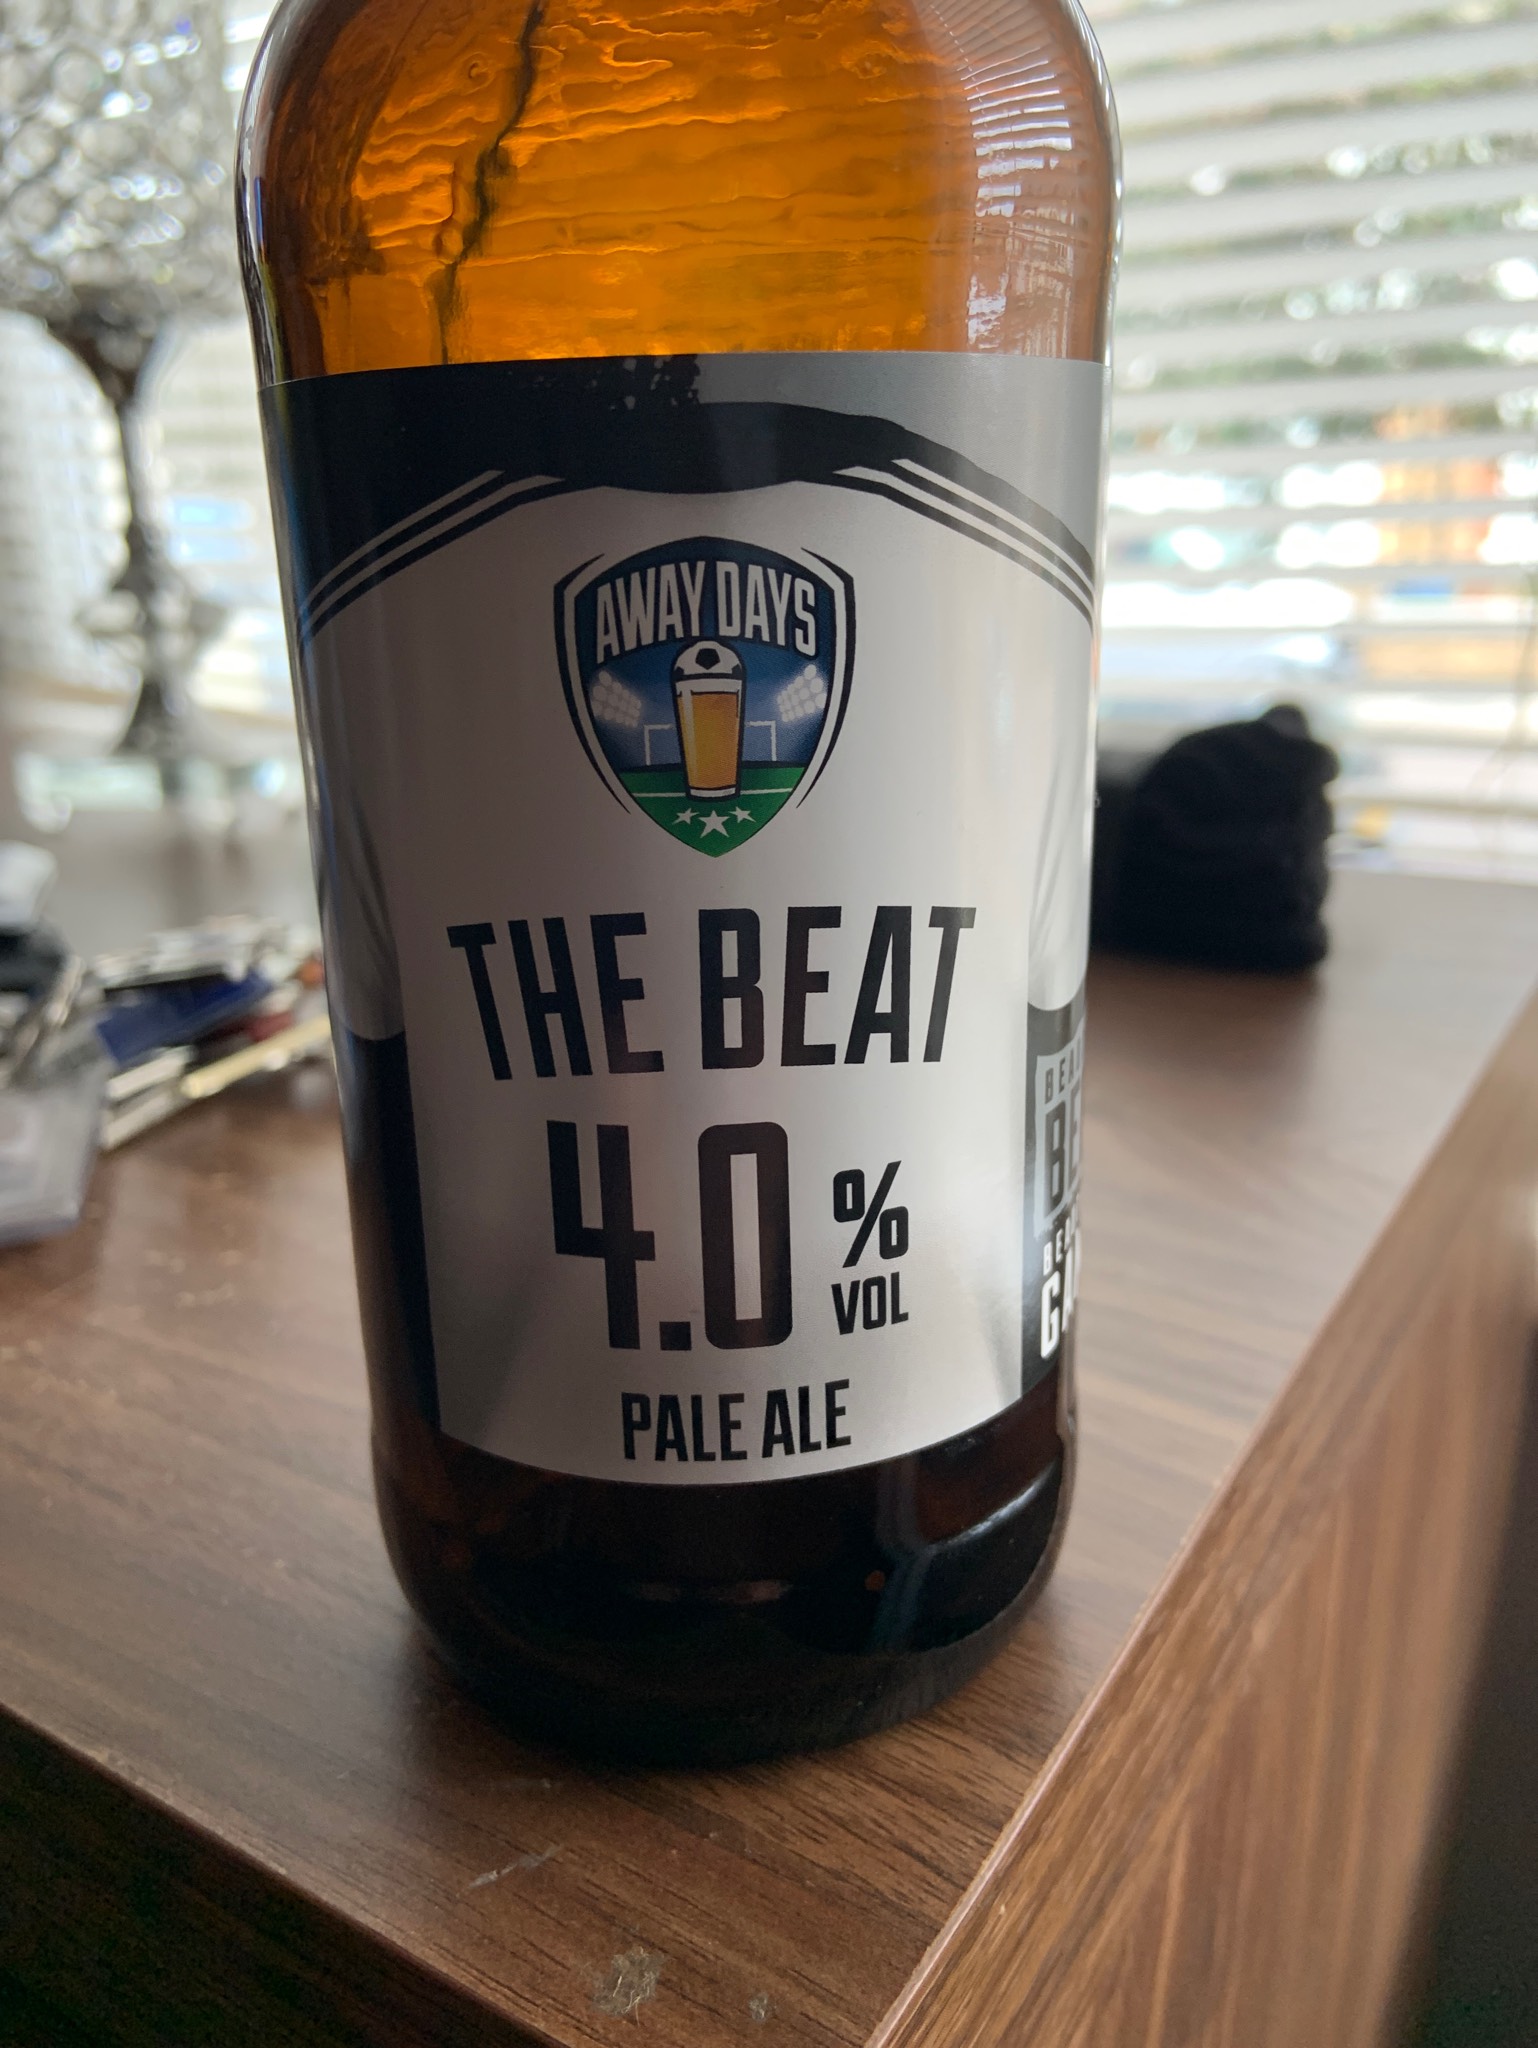 AWAY DAYS
THE BEAT
4.0 %
VOL
PALE ALE